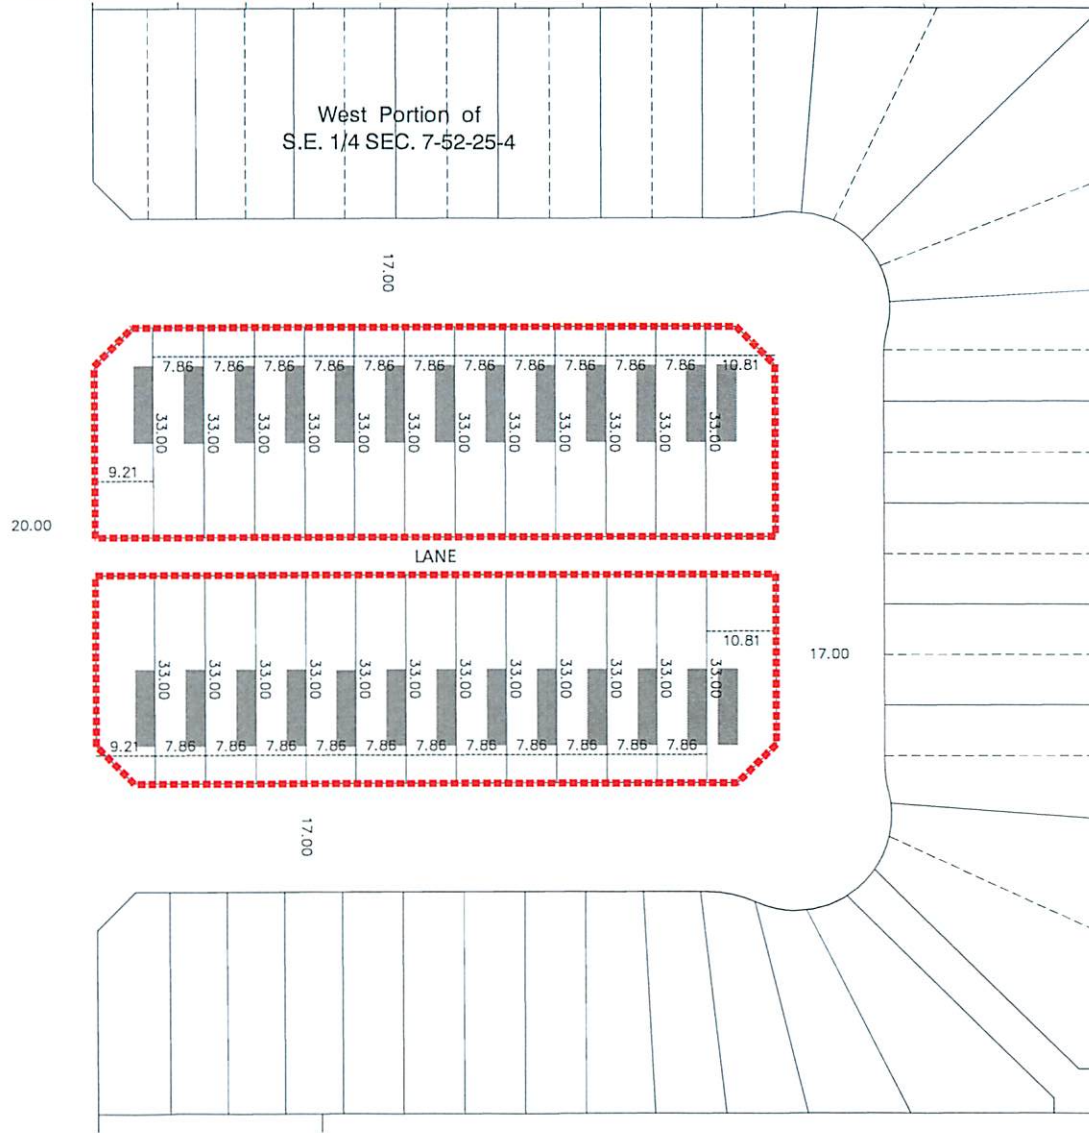 West Portion of
S.E. 1/4 SEC. 7-52-25-4
17.00
7.86 7.86 7.86 7.86 7.86 7.86 7.86 7.86 7.86 7.86 7.86 10.81
33.00 33.00 33.00 33.00 33.00 33.00 33.00 33.00 33.00 33.00 33.00 33.00
9.21
20.00
LANE
10.81
17.00
33.00 33.00 33.00 33.00 33.00 33.00 33.00 33.00 33.00 33.00 33.00 33.00
9.21 7.86 7.86 7.86 7.86 7.86 7.86 7.86 7.86 7.86 7.86 7.86
17.00